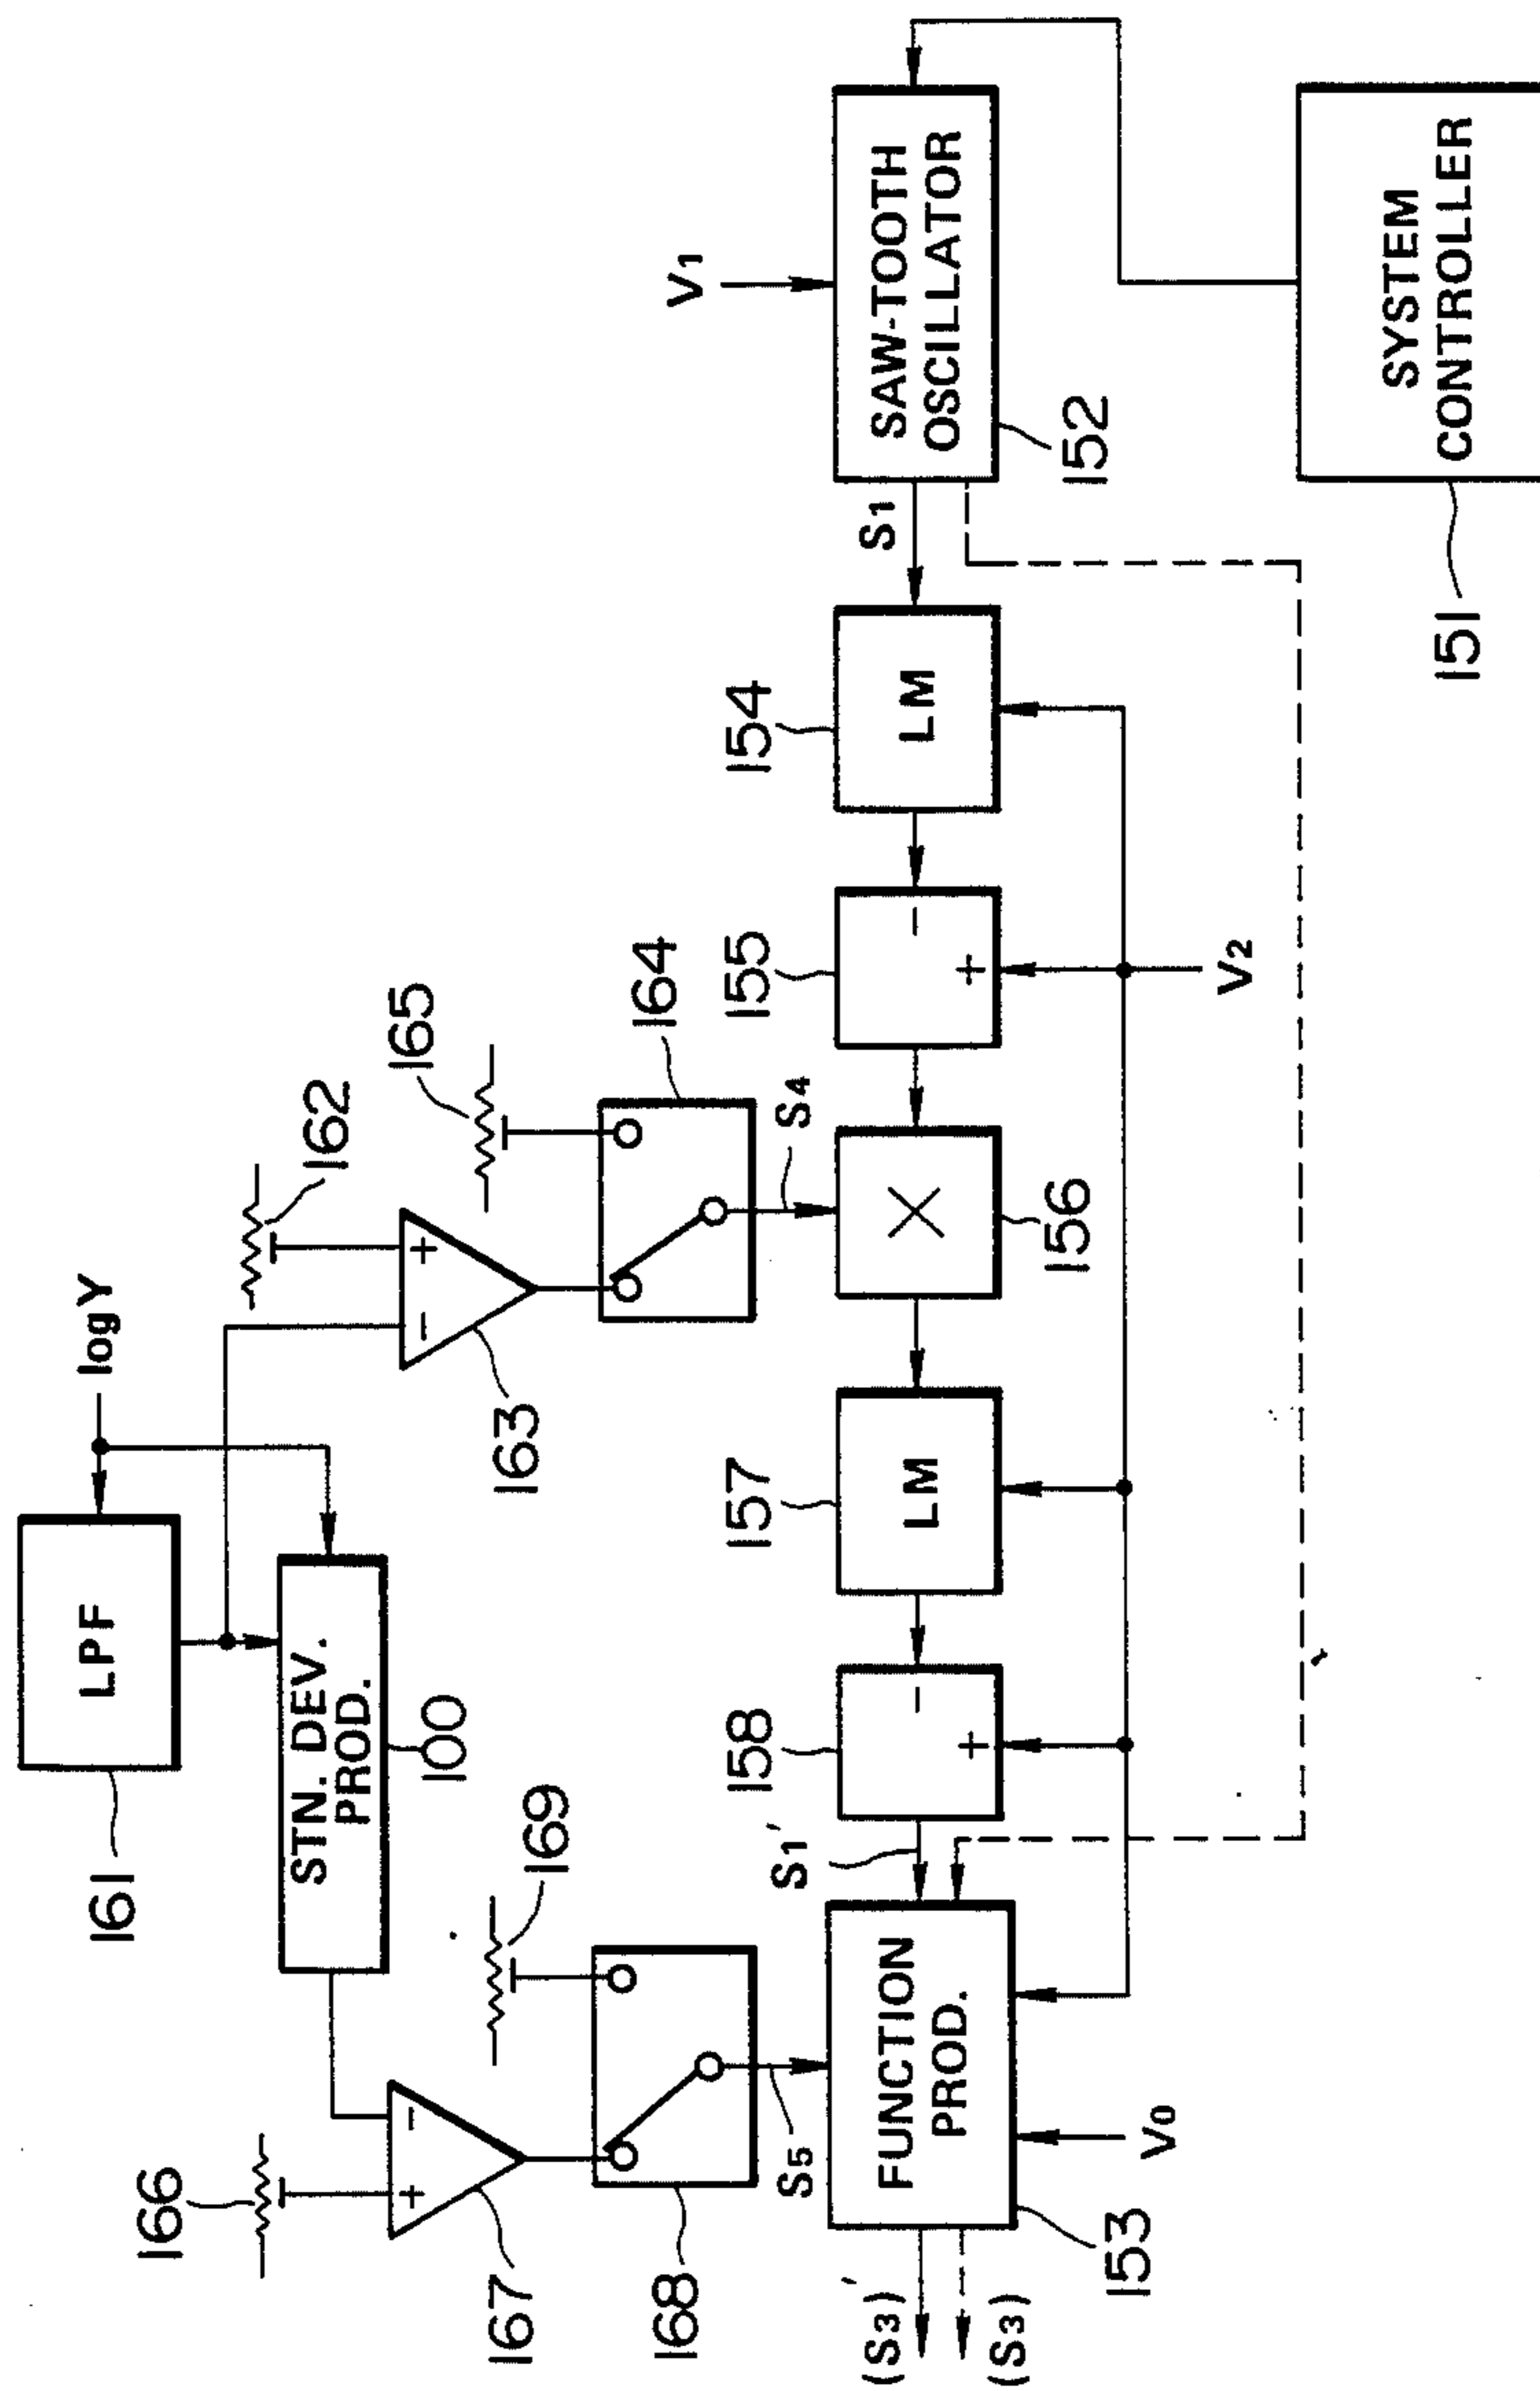 logY
LPF
161
STN. DEV.
PROD.
100
162
163
165
164
166
167
169
168
S4
S5
V1
SAW-TOOTH
OSCILLATOR
152
S1
LM
154
−
+
155
×
156
LM
157
−
+
158
S1'
FUNCTION
PROD.
153
(S3)'
(S3)
V0
V2
SYSTEM
CONTROLLER
151
+
−
+
−